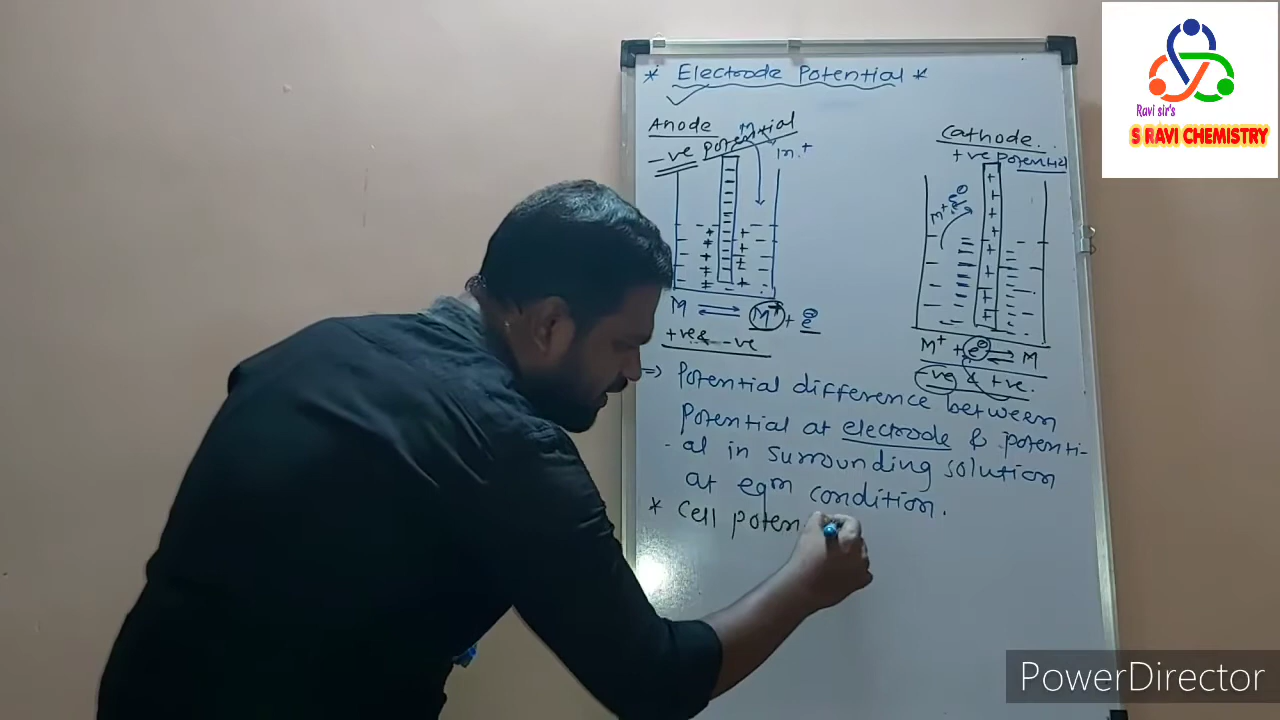 * Electrode Potential *
Anode
-ve potential
m.+
Cathode.
+ve potential
M+ e⊖
M ⇌ M+ + e⊖
+ve & -ve
M+ + e⊖ ⇌ M
-ve & +ve.
=> Potential difference between
potential at electrode & potenti-
-al in surrounding solution
at eqm condition.
* Cell poten
Ravi sir's
S RAVI CHEMISTRY
PowerDirector